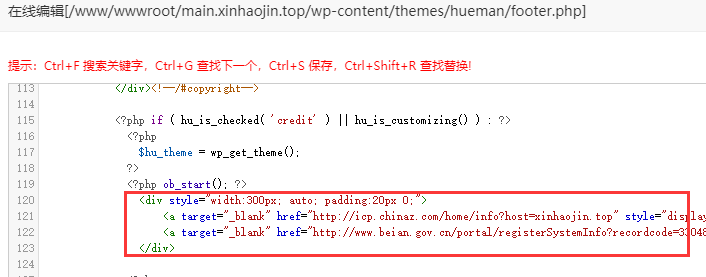 在线编辑[/www/wwwroot/main.xinhaojin.top/wp-content/themes/hueman/footer.php]
提示：Ctrl+F 搜索关键字，Ctrl+G 查找下一个，Ctrl+S 保存，Ctrl+Shift+R 查找替换!
113 </div><!--/#copyright-->
114
115 <?php if ( hu_is_checked( 'credit' ) || hu_is_customizing() ) : ?>
116 <?php
117 $hu_theme = wp_get_theme();
118 ?>
119 <?php ob_start(); ?>
120 <div style="width:300px; auto; padding:20px 0;">
121 <a target="_blank" href="http://icp.chinaz.com/home/info?host=xinhaojin.top" style="display
122 <a target="_blank" href="http://www.beian.gov.cn/portal/registerSystemInfo?recordcode=33048
123 </div>
124